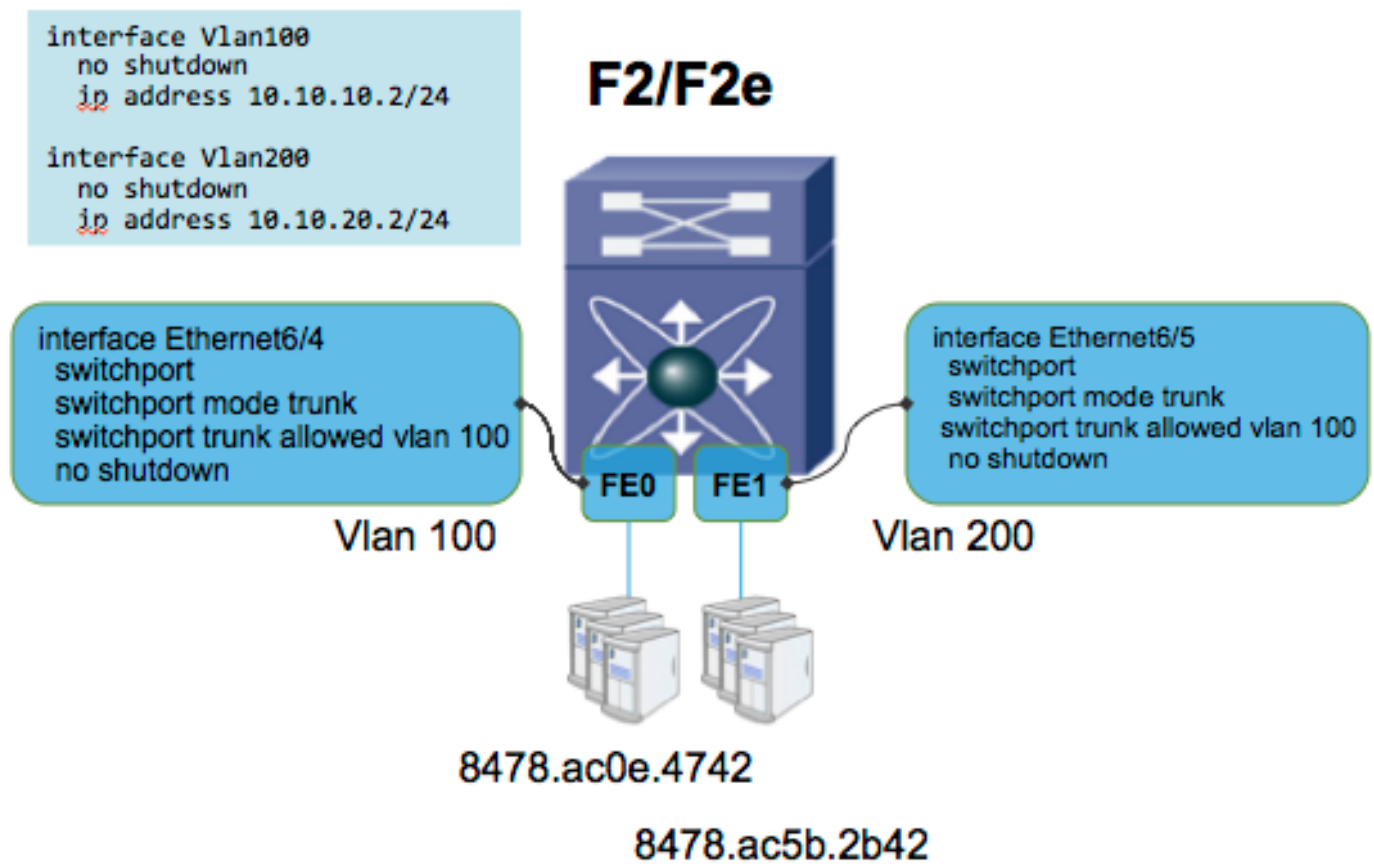 interface Vlan100
no shutdown
ip address 10.10.10.2/24
interface Vlan200
no shutdown
ip address 10.10.20.2/24
F2/F2e
interface Ethernet6/4
switchport
switchport mode trunk
switchport trunk allowed vlan 100
no shutdown
interface Ethernet6/5
switchport
switchport mode trunk
switchport trunk allowed vlan 100
no shutdown
FE0
FE1
Vlan 100
Vlan 200
8478.ac0e.4742
8478.ac5b.2b42